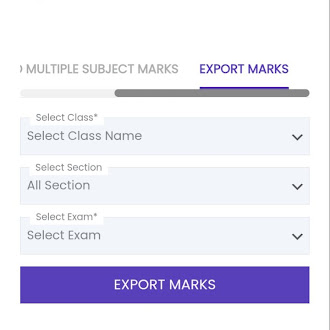 MULTIPLE SUBJECT MARKS EXPORT MARKS
Select Class*
Select Class Name
Select Section
All Section
Select Exam*
Select Exam
EXPORT MARKS